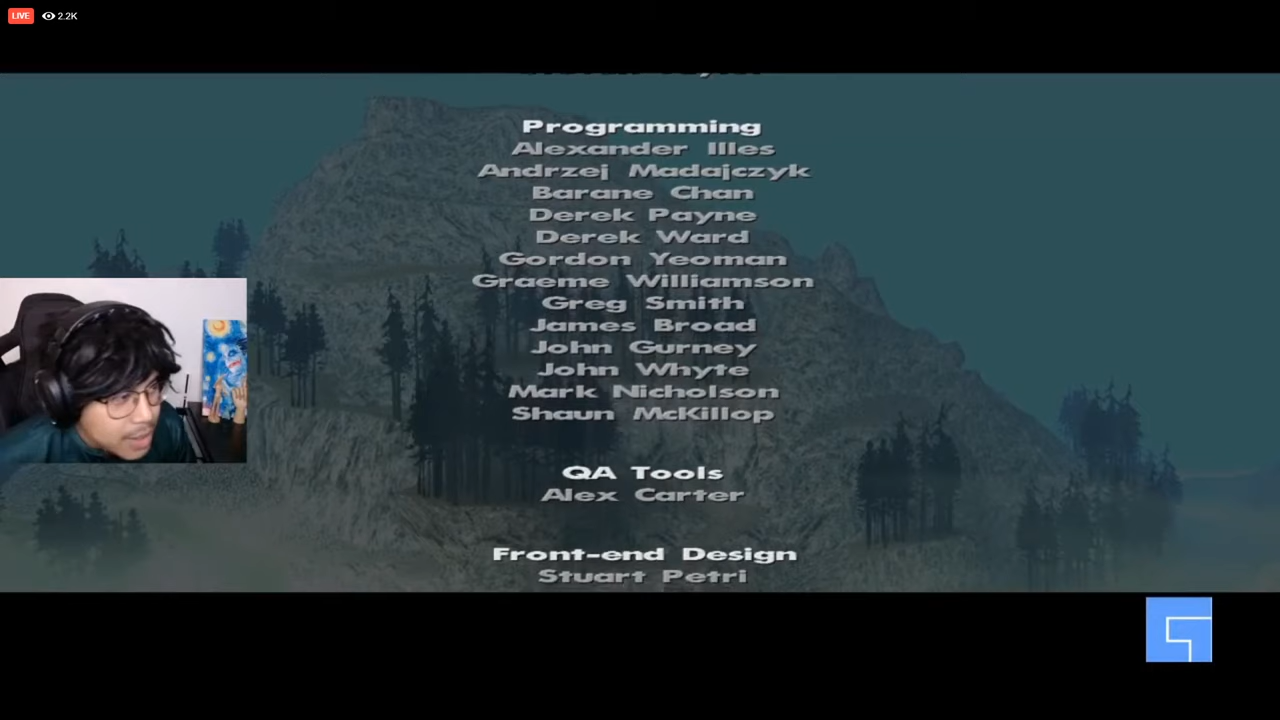 LIVE 2.2K
Programming
Alexander Illes
Andrzej Madajczyk
Barane Chan
Derek Payne
Derek Ward
Gordon Yeoman
Graeme Williamson
Greg Smith
James Broad
John Gurney
John Whyte
Mark Nicholson
Shaun McKillop
QA Tools
Alex Carter
Front-end Design
Stuart Petri